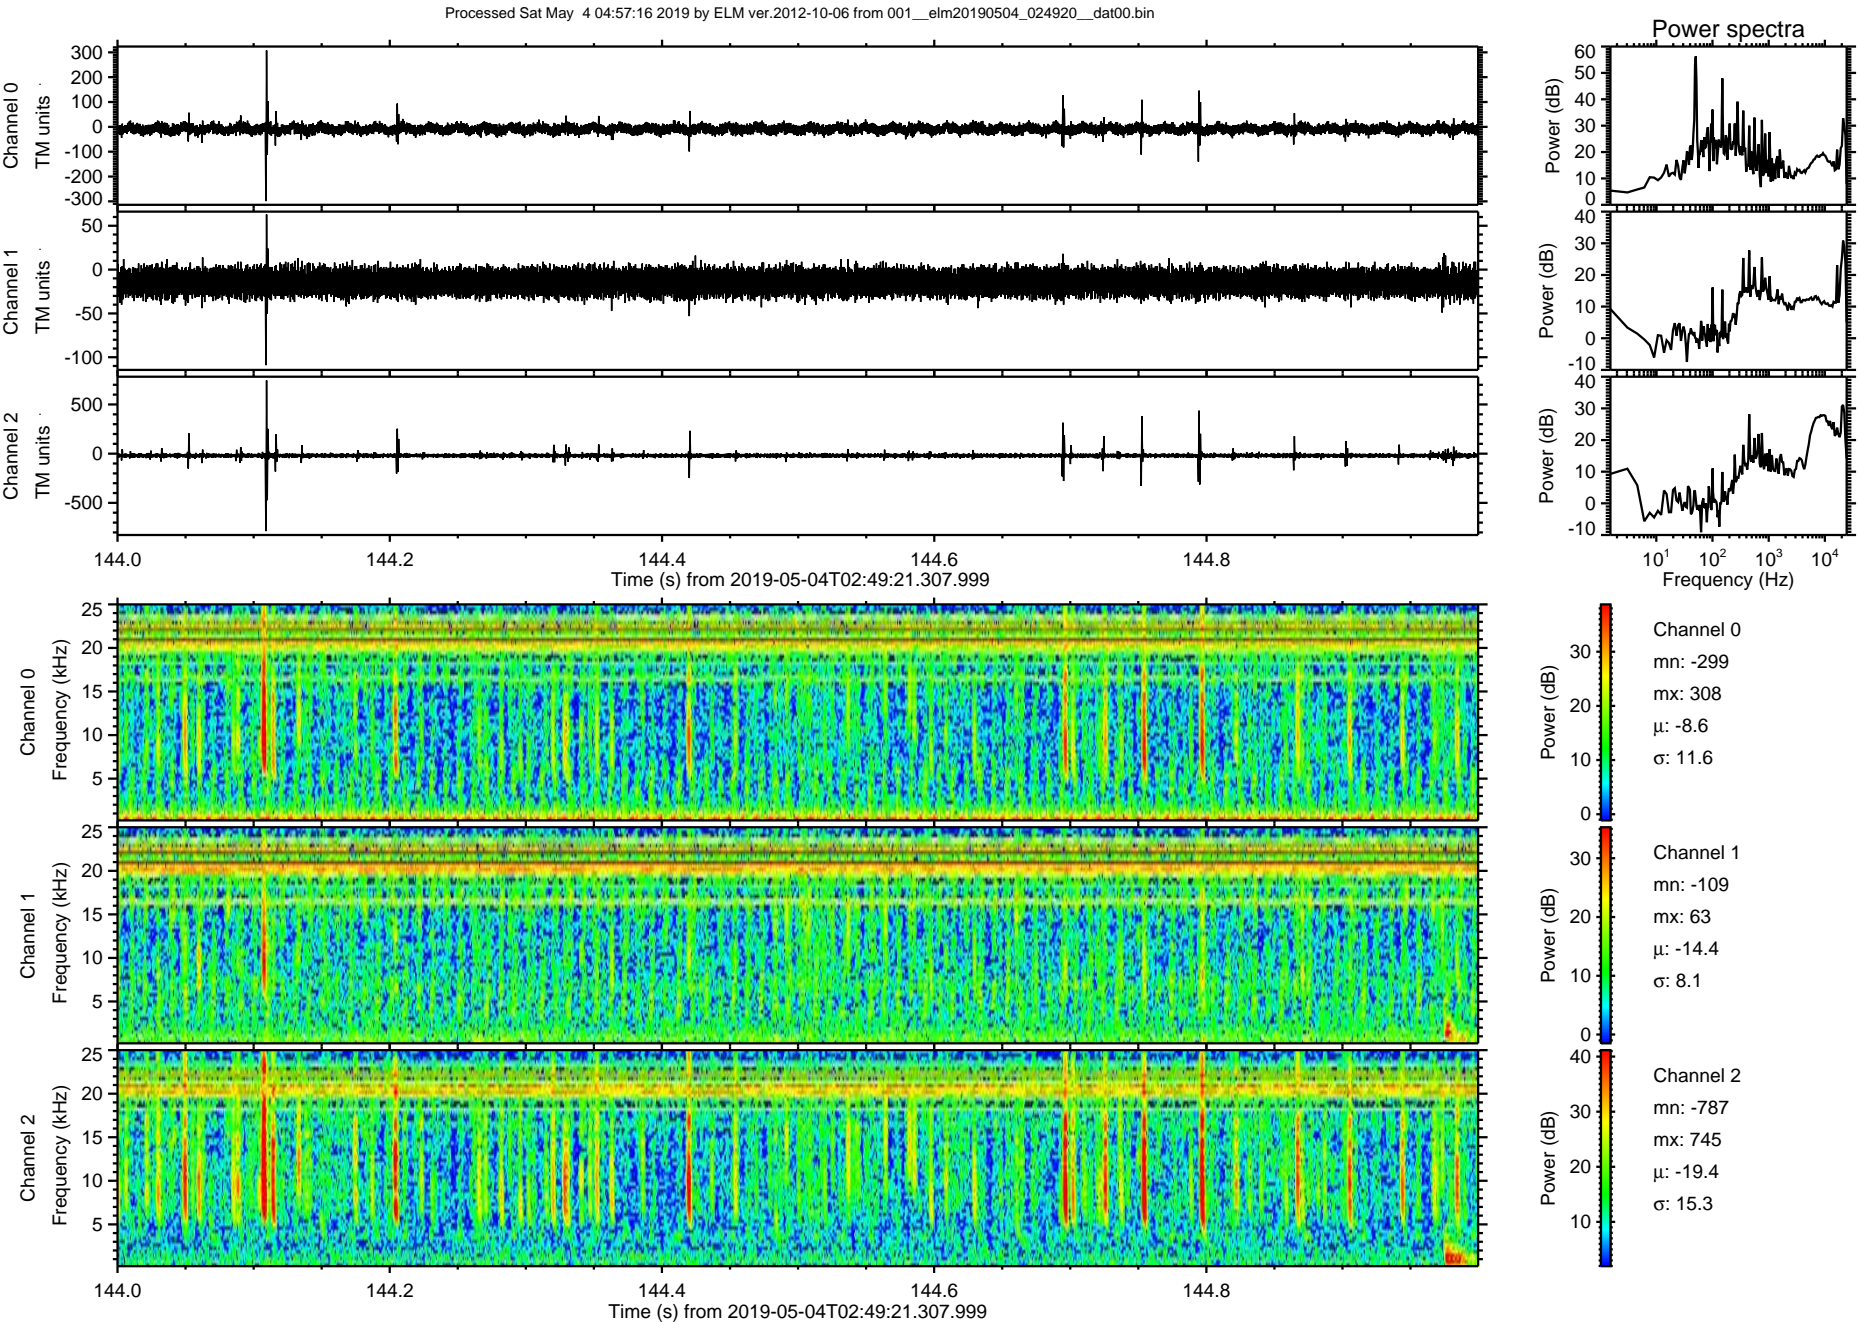 Processed Sat May  4 04:57:16 2019 by ELM ver.2012-10-06 from 001__elm20190504_024920__dat00.bin
Power spectra
Channel 0
TM units
300
200
100
0
-100
-200
-300
Power (dB)
60
50
40
30
20
10
0
Channel 1
TM units
50
0
-50
-100
Power (dB)
40
30
20
10
0
-10
Channel 2
TM units
500
0
-500
Power (dB)
40
30
20
10
0
-10
144.0 144.2 144.4 144.6 144.8
Time (s) from 2019-05-04T02:49:21.307.999
10¹ 10² 10³ 10⁴
Frequency (Hz)
Channel 0
Frequency (kHz)
25
20
15
10
5
Power (dB)
30
20
10
0
Channel 0
mn: -299
mx: 308
μ: -8.6
σ: 11.6
Channel 1
Frequency (kHz)
25
20
15
10
5
Power (dB)
30
20
10
0
Channel 1
mn: -109
mx: 63
μ: -14.4
σ: 8.1
Channel 2
Frequency (kHz)
25
20
15
10
5
Power (dB)
40
30
20
10
Channel 2
mn: -787
mx: 745
μ: -19.4
σ: 15.3
144.0 144.2 144.4 144.6 144.8
Time (s) from 2019-05-04T02:49:21.307.999